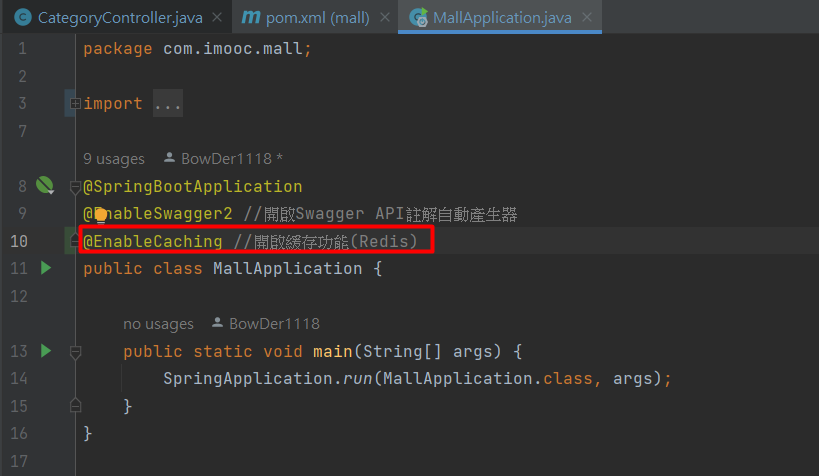 CategoryController.java
pom.xml (mall)
MallApplication.java
1 package com.imooc.mall;
2
3 import ...
7
9 usages BowDer1118 *
8 @SpringBootApplication
9 @EnableSwagger2 //開啟Swagger API註解自動產生器
10 @EnableCaching //開啟緩存功能(Redis)
11 public class MallApplication {
12
no usages BowDer1118
13 public static void main(String[] args) {
14 SpringApplication.run(MallApplication.class, args);
15 }
16 }
17